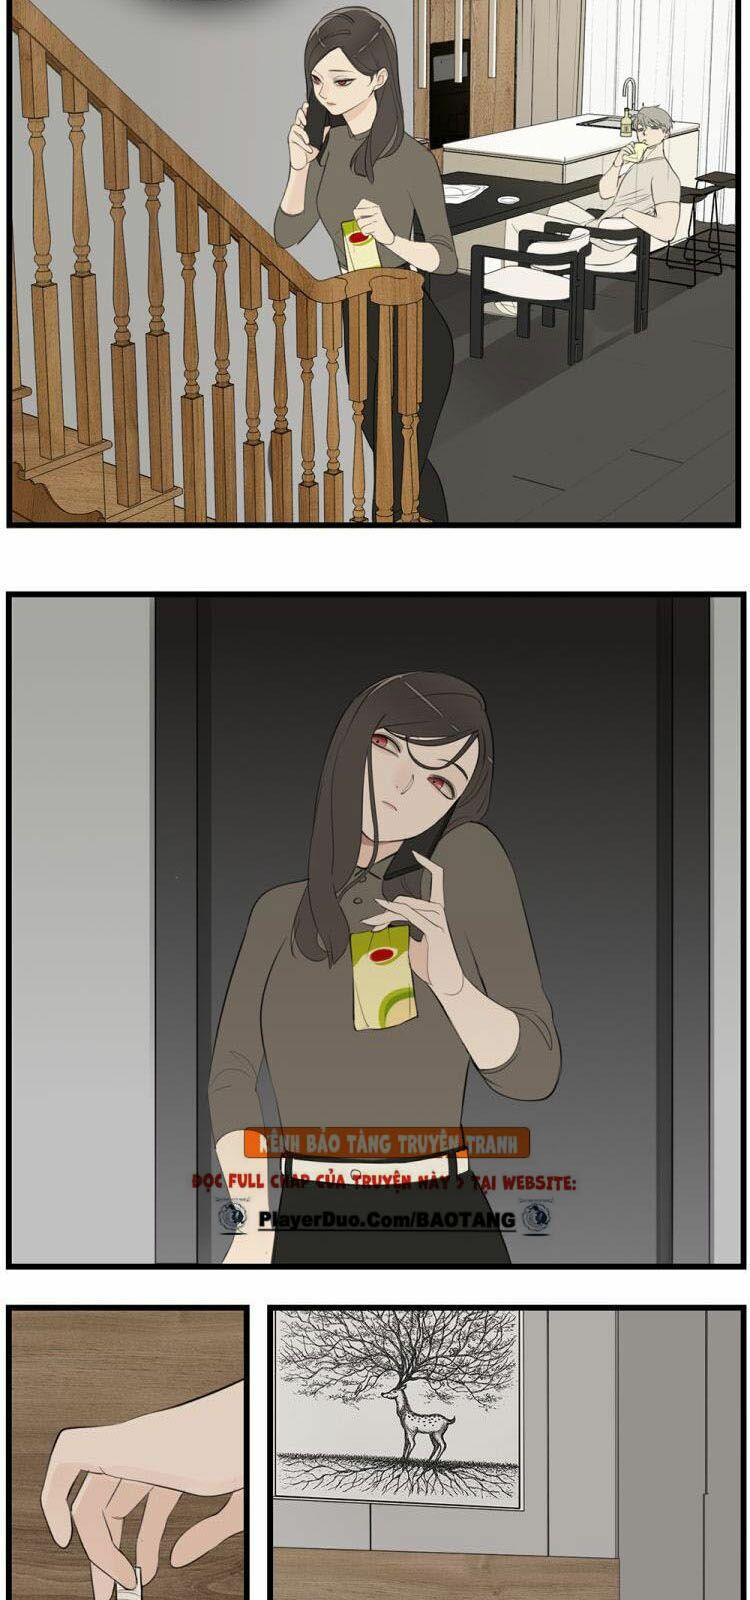 KÊNH BẢO TÀNG TRUYỆN TRANH
ĐỌC FULL CHAP CỦA TRUYỆN NÀY Ở TẠI WEBSITE:
PlayerDuo.Com/BAOTANG